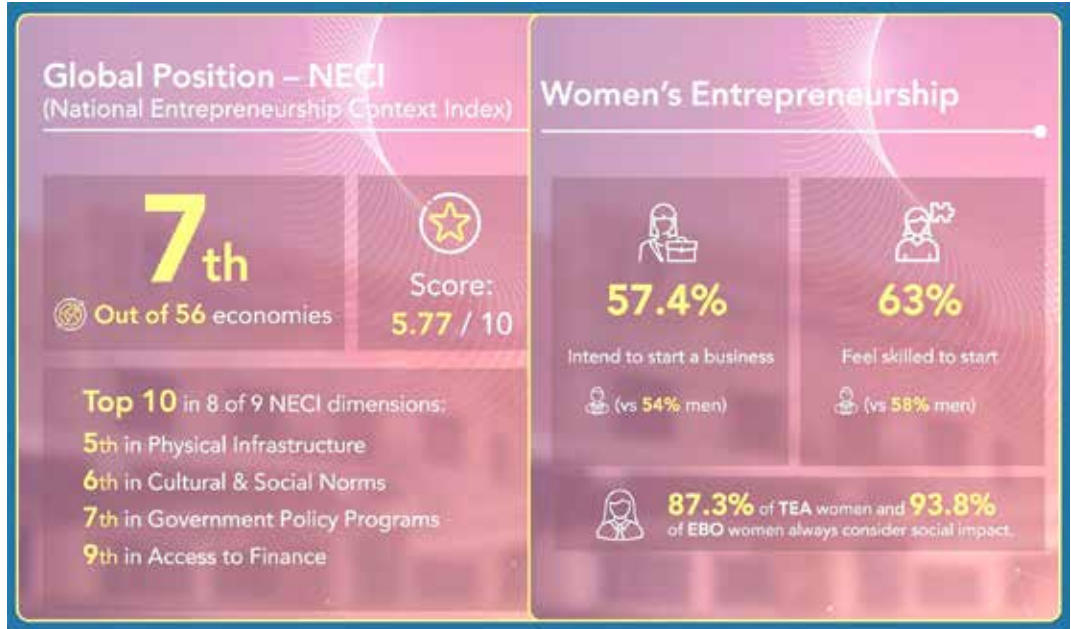 Global Position – NECI
(National Entrepreneurship Context Index)
7th
Out of 56 economies
Score:
5.77 / 10
Top 10 in 8 of 9 NECI dimensions:
5th in Physical Infrastructure
6th in Cultural & Social Norms
7th in Government Policy Programs
9th in Access to Finance
Women's Entrepreneurship
57.4%
Intend to start a business
(vs 54% men)
63%
Feel skilled to start
(vs 58% men)
87.3% of TEA women and 93.8%
of EBO women always consider social impact.